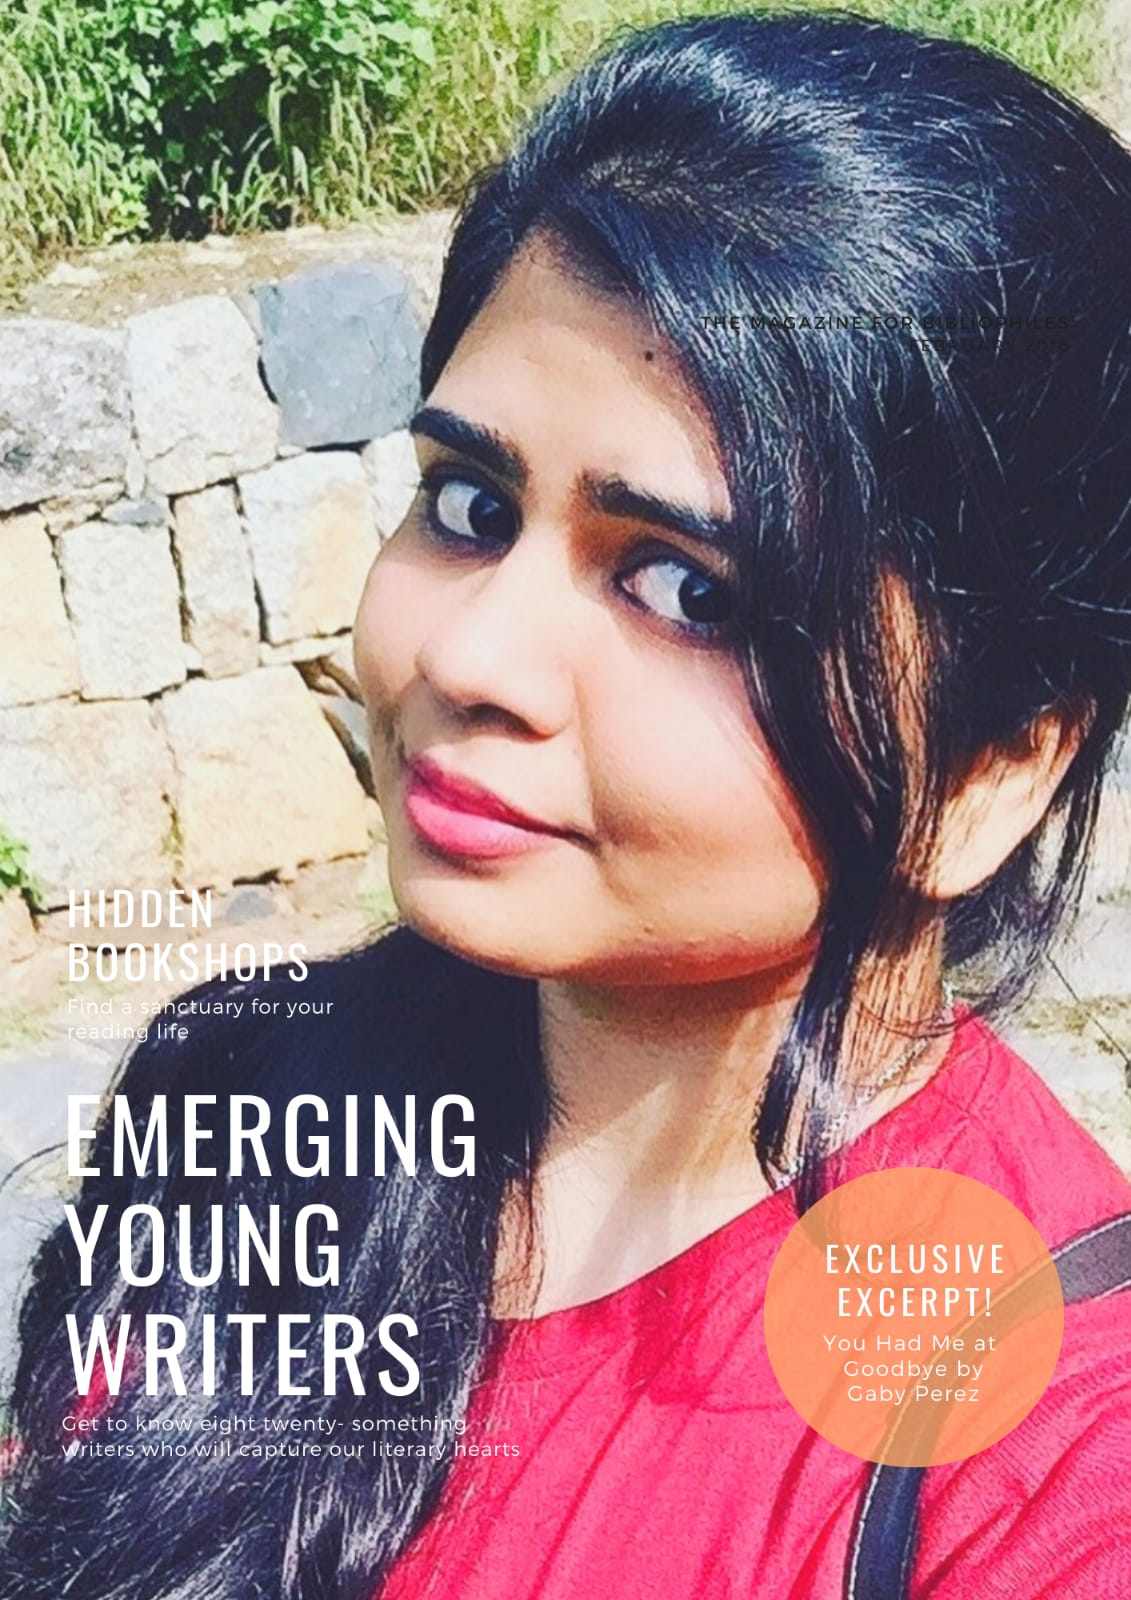 THE MAGAZINE FOR BIBLIOPHILES
FEBRUARY 2018
HIDDEN
BOOKSHOPS
Find a sanctuary for your
reading life
EMERGING
YOUNG
WRITERS
Get to know eight twenty- something
writers who will capture our literary hearts
EXCLUSIVE
EXCERPT!
You Had Me at
Goodbye by
Gaby Perez